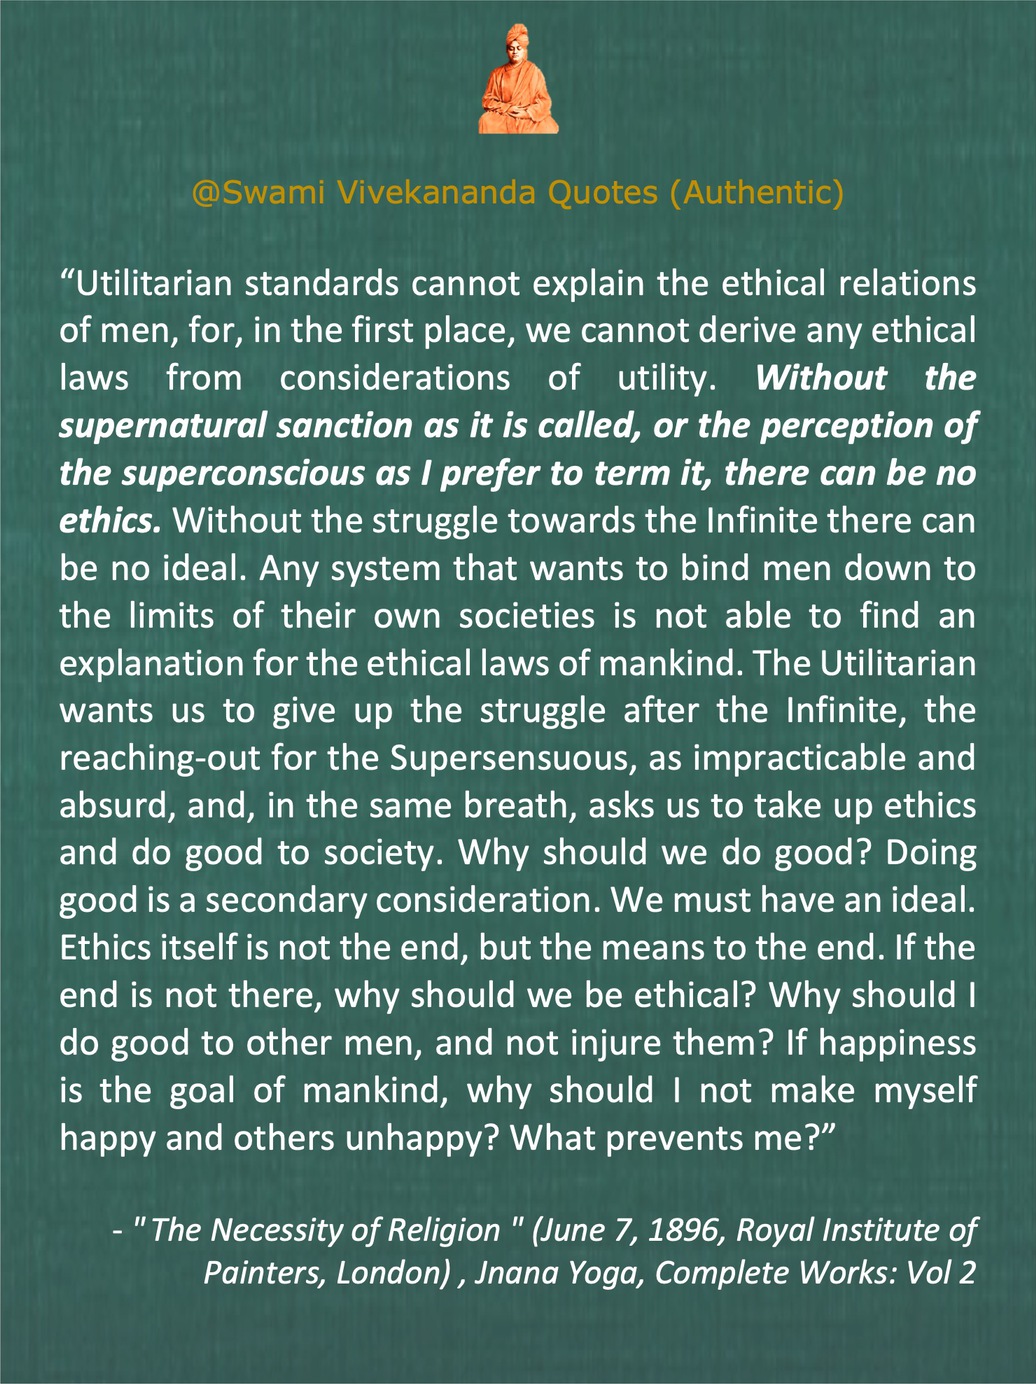 @Swami Vivekananda Quotes (Authentic)
“Utilitarian standards cannot explain the ethical relations
of men, for, in the first place, we cannot derive any ethical
laws from considerations of utility. Without the
supernatural sanction as it is called, or the perception of
the superconscious as I prefer to term it, there can be no
ethics. Without the struggle towards the Infinite there can
be no ideal. Any system that wants to bind men down to
the limits of their own societies is not able to find an
explanation for the ethical laws of mankind. The Utilitarian
wants us to give up the struggle after the Infinite, the
reaching-out for the Supersensuous, as impracticable and
absurd, and, in the same breath, asks us to take up ethics
and do good to society. Why should we do good? Doing
good is a secondary consideration. We must have an ideal.
Ethics itself is not the end, but the means to the end. If the
end is not there, why should we be ethical? Why should I
do good to other men, and not injure them? If happiness
is the goal of mankind, why should I not make myself
happy and others unhappy? What prevents me?”
- "The Necessity of Religion " (June 7, 1896, Royal Institute of
Painters, London) , Jnana Yoga, Complete Works: Vol 2